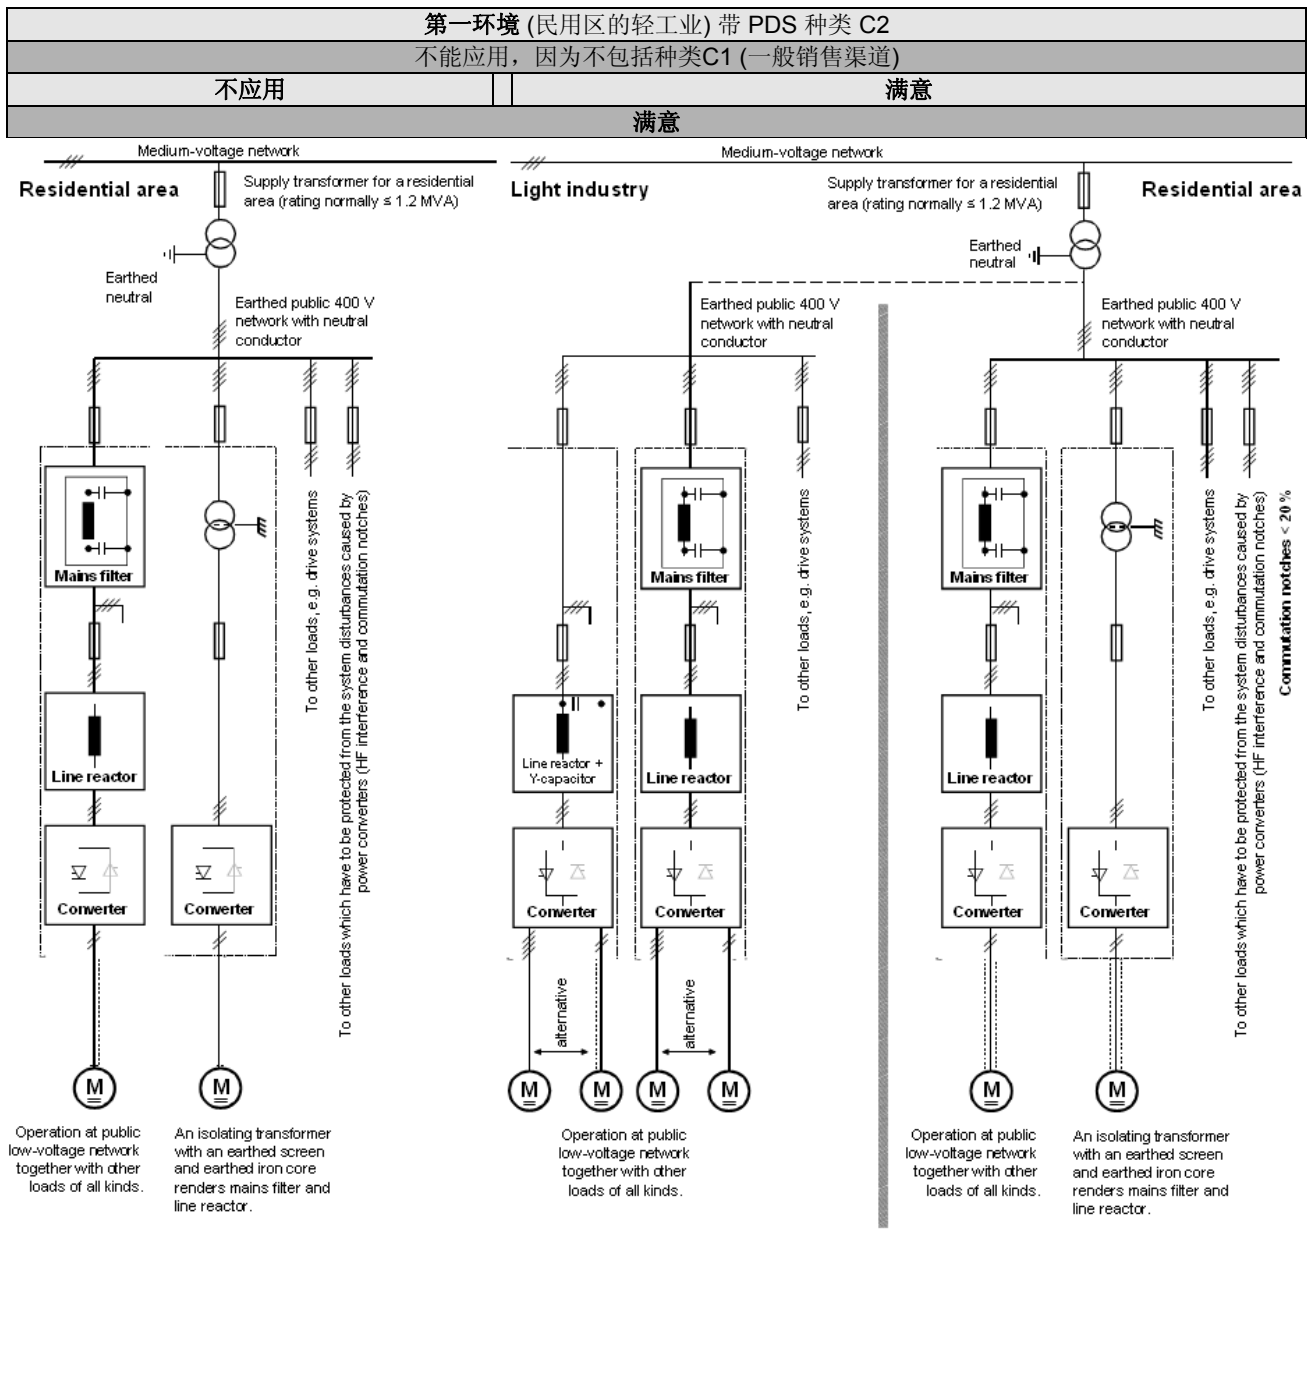 第一环境 (民用区的轻工业) 带 PDS 种类 C2
不能应用，因为不包括种类C1 (一般销售渠道)
不应用
满意
满意
Medium-voltage network
Residential area
Supply transformer for a residential
area (rating normally ≤ 1.2 MVA)
Earthed
neutral
Earthed public 400 V
network with neutral
conductor
Mains filter
Line reactor
Converter
Converter
To other loads, e.g. drive systems
To other loads which have to be protected from the system disturbances caused by
power converters (HF interference and commutation notches)
M
M
Operation at public
low-voltage network
together with other
loads of all kinds.
An isolating transformer
with an earthed screen
and earthed iron core
renders mains filter and
line reactor.
Medium-voltage network
Light industry
Supply transformer for a residential
area (rating normally ≤ 1.2 MVA)
Residential area
Earthed
neutral
Earthed public 400 V
network with neutral
conductor
Mains filter
Line reactor +
Y-capacitor
Line reactor
Converter
Converter
To other loads, e.g. drive systems
alternative
alternative
M
M
M
M
Operation at public
low-voltage network
together with other
loads of all kinds.
Earthed public 400 V
network with neutral
conductor
Mains filter
Line reactor
Converter
Converter
To other loads, e.g. drive systems
To other loads which have to be protected from the system disturbances caused by
power converters (HF interference and commutation notches)
Commutation notches < 20 %
M
M
Operation at public
low-voltage network
together with other
loads of all kinds.
An isolating transformer
with an earthed screen
and earthed iron core
renders mains filter and
line reactor.